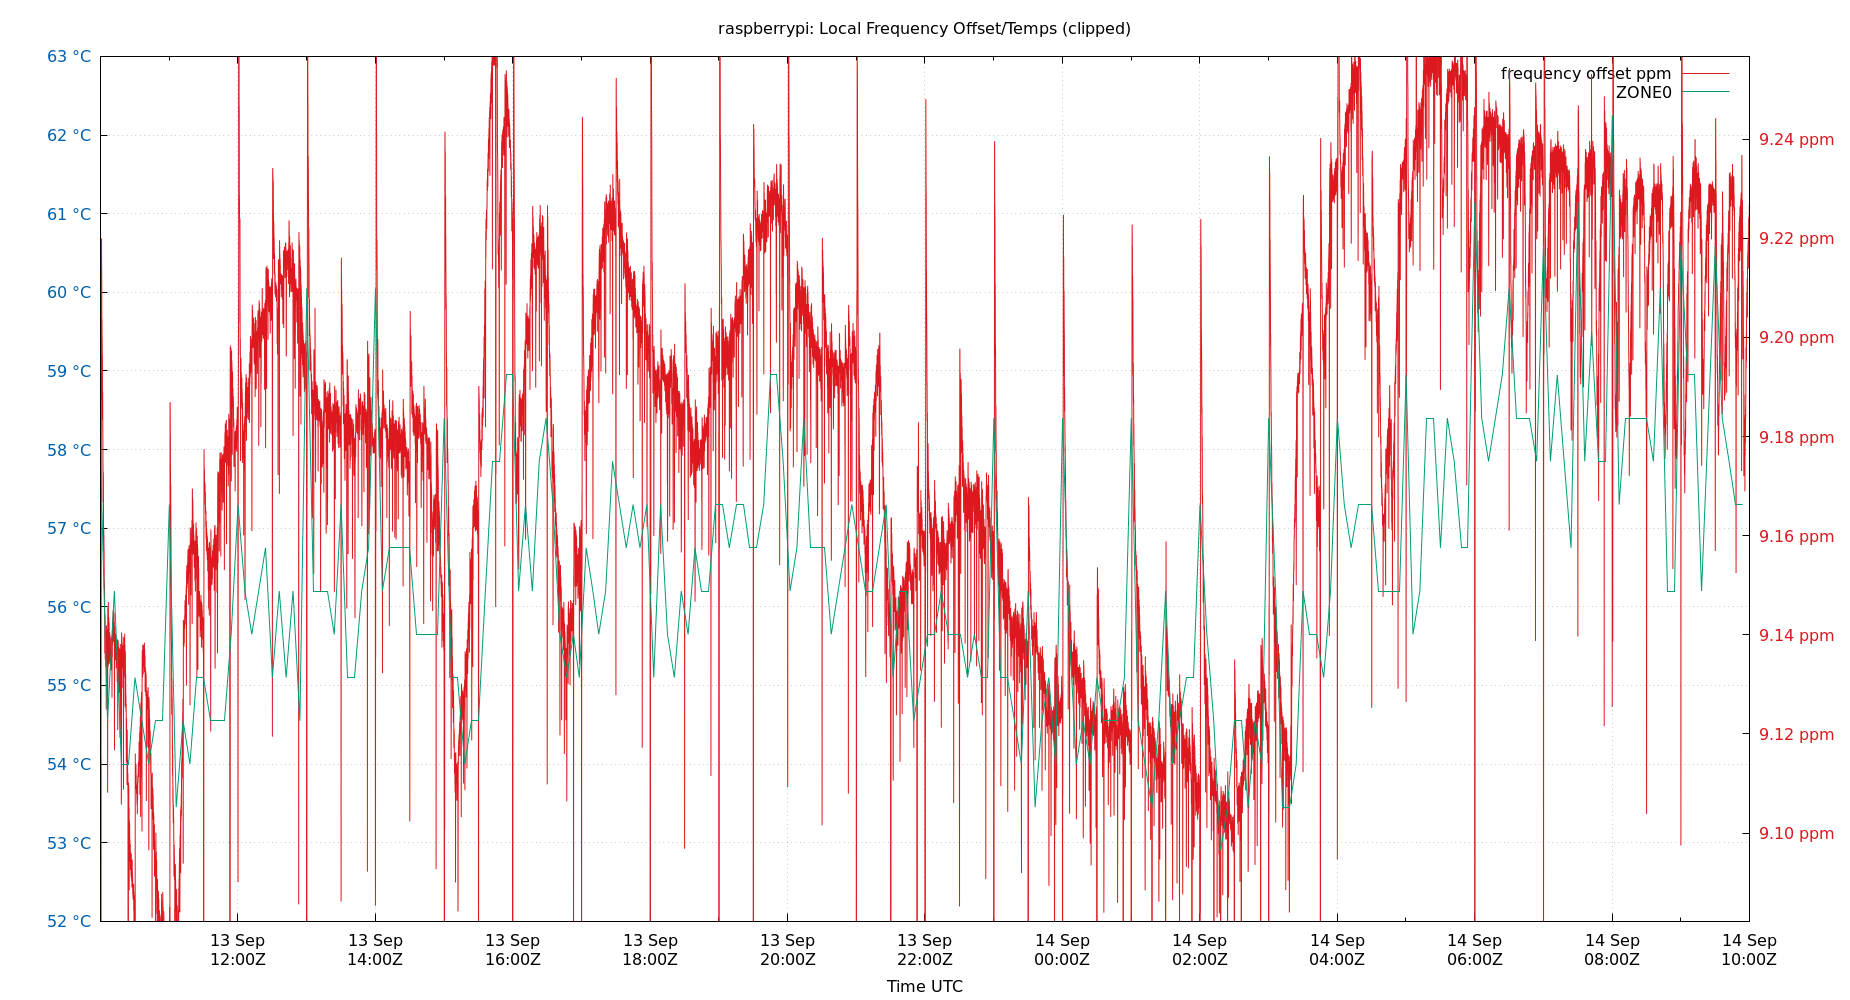 raspberrypi: Local Frequency Offset/Temps (clipped)
63 °C
62 °C
61 °C
60 °C
59 °C
58 °C
57 °C
56 °C
55 °C
54 °C
53 °C
52 °C
frequency offset ppm
ZONE0
9.24 ppm
9.22 ppm
9.20 ppm
9.18 ppm
9.16 ppm
9.14 ppm
9.12 ppm
9.10 ppm
13 Sep
12:00Z
13 Sep
14:00Z
13 Sep
16:00Z
13 Sep
18:00Z
13 Sep
20:00Z
13 Sep
22:00Z
14 Sep
00:00Z
14 Sep
02:00Z
14 Sep
04:00Z
14 Sep
06:00Z
14 Sep
08:00Z
14 Sep
10:00Z
Time UTC